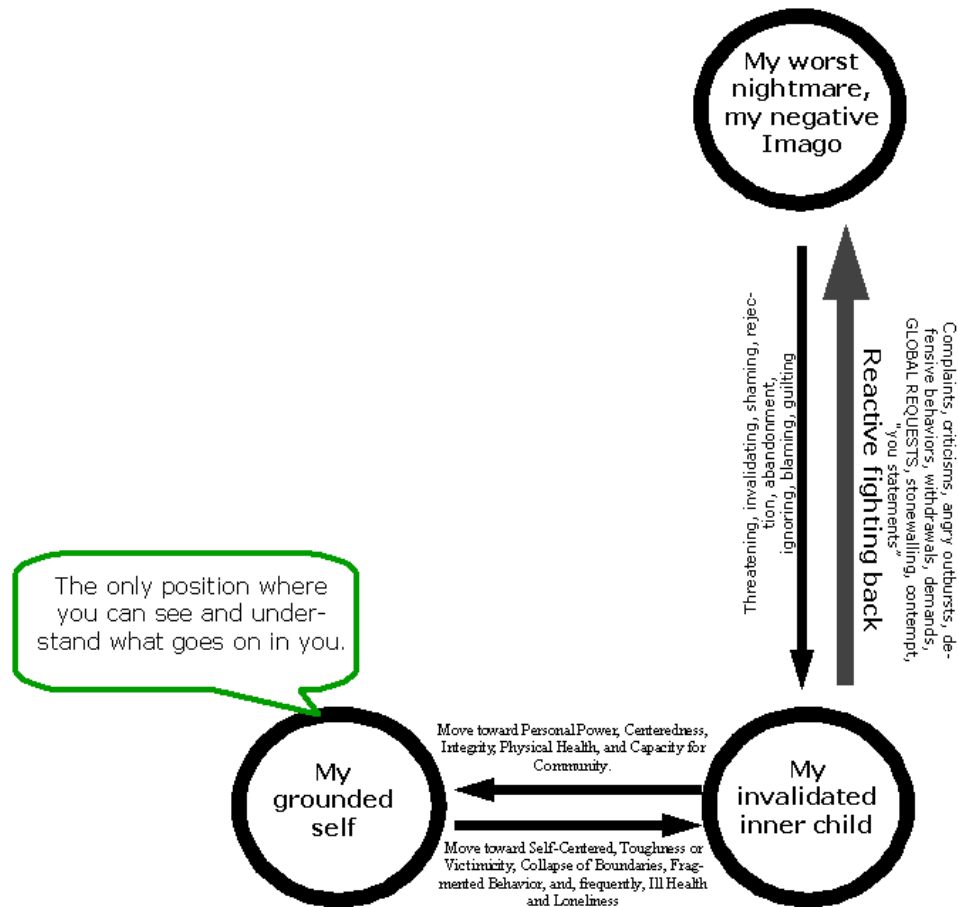 My worst
nightmare,
my negative
Imago
Threatening, invalidating, shaming, rejec-
tion, abandonment,
ignoring, blaming, guilting
Reactive fighting back
Complaints, criticisms, angry outbursts, de-
fensive behaviors, withdrawals, demands,
GLOBAL REQUESTS, stonewalling, contempt,
"you statements"
The only position where
you can see and under-
stand what goes on in you.
My
grounded
self
Move toward Personal Power, Centeredness,
Integrity, Physical Health, and Capacity for
Community.
Move toward Self-Centered, Toughness or
Victimicity, Collapse of Boundaries, Frag-
mented Behavior, and, frequently, Ill Health
and Loneliness
My
invalidated
inner child